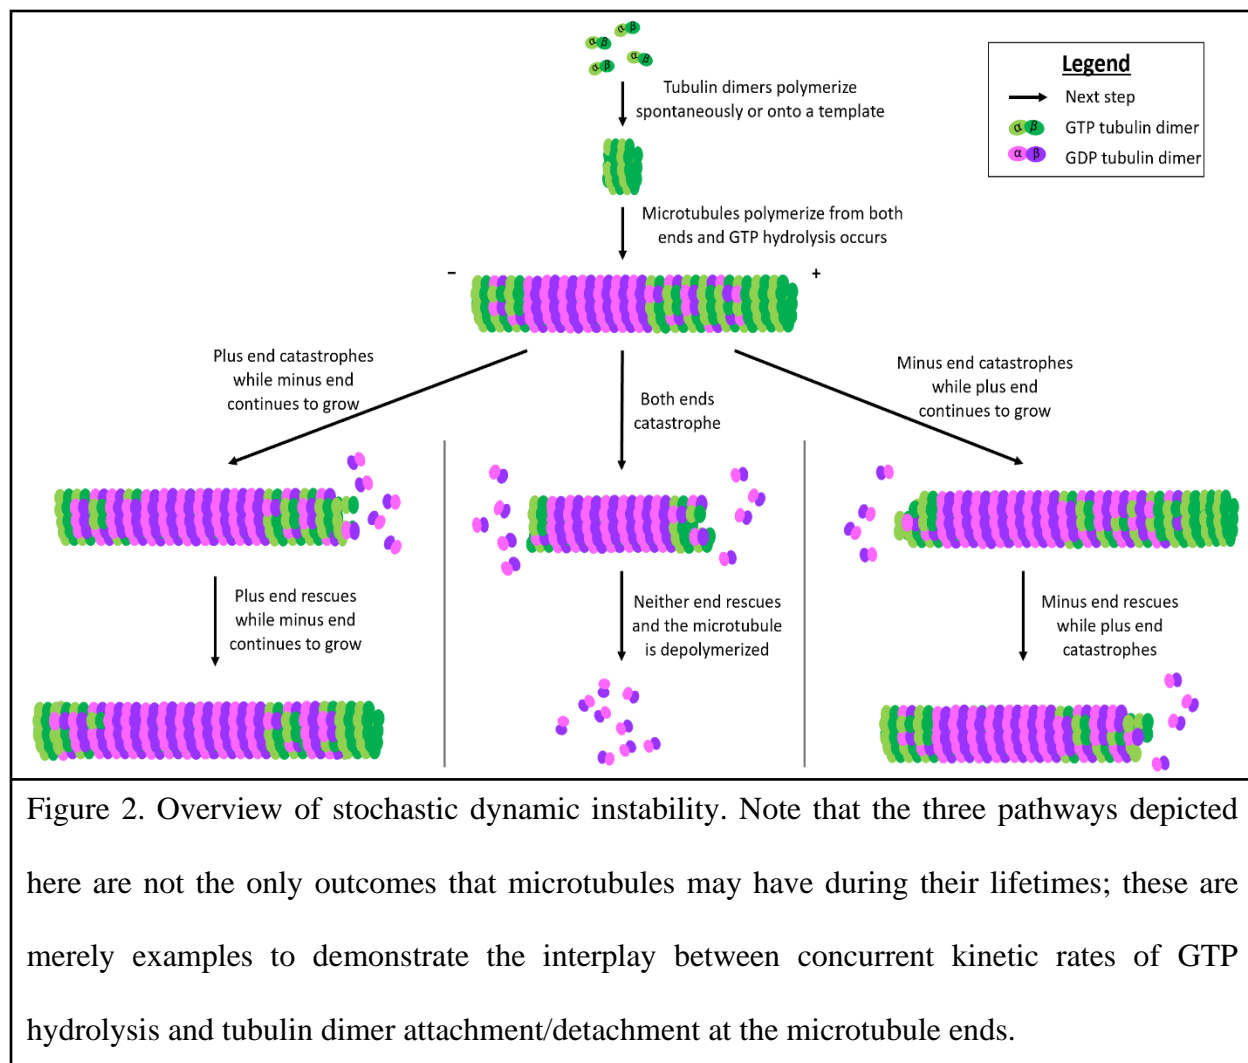 α β
α β
α β
α β
Tubulin dimers polymerize
spontaneously or onto a template
Legend
Next step
α β GTP tubulin dimer
α β GDP tubulin dimer
Microtubules polymerize from both
ends and GTP hydrolysis occurs
− +
Plus end catastrophes
while minus end
continues to grow
Both ends
catastrophe
Minus end catastrophes
while plus end
continues to grow
Plus end rescues
while minus end
continues to grow
Neither end rescues
and the microtubule
is depolymerized
Minus end rescues
while plus end
catastrophes
Figure 2. Overview of stochastic dynamic instability. Note that the three pathways depicted
here are not the only outcomes that microtubules may have during their lifetimes; these are
merely examples to demonstrate the interplay between concurrent kinetic rates of GTP
hydrolysis and tubulin dimer attachment/detachment at the microtubule ends.